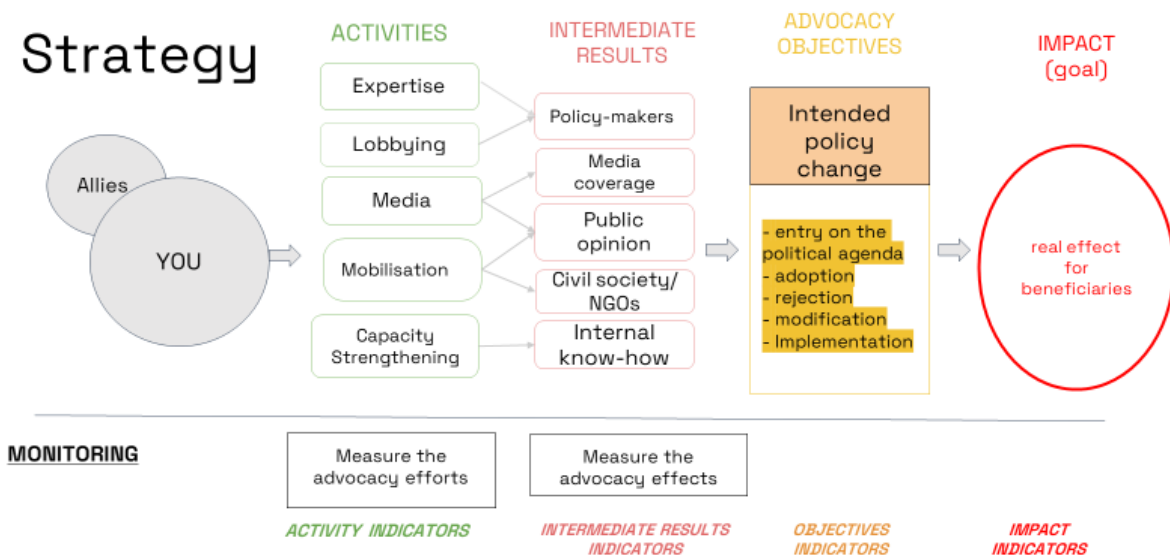 Strategy
ACTIVITIES
INTERMEDIATE
RESULTS
ADVOCACY
OBJECTIVES
IMPACT
(goal)
Allies
YOU
Expertise
Lobbying
Media
Mobilisation
Capacity
Strengthening
Policy-makers
Media
coverage
Public
opinion
Civil society/
NGOs
Internal
know-how
Intended
policy
change
- entry on the
political agenda
- adoption
- rejection
- modification
- Implementation
real effect
for
beneficiaries
MONITORING
Measure the
advocacy efforts
Measure the
advocacy effects
ACTIVITY INDICATORS
INTERMEDIATE RESULTS
INDICATORS
OBJECTIVES
INDICATORS
IMPACT
INDICATORS